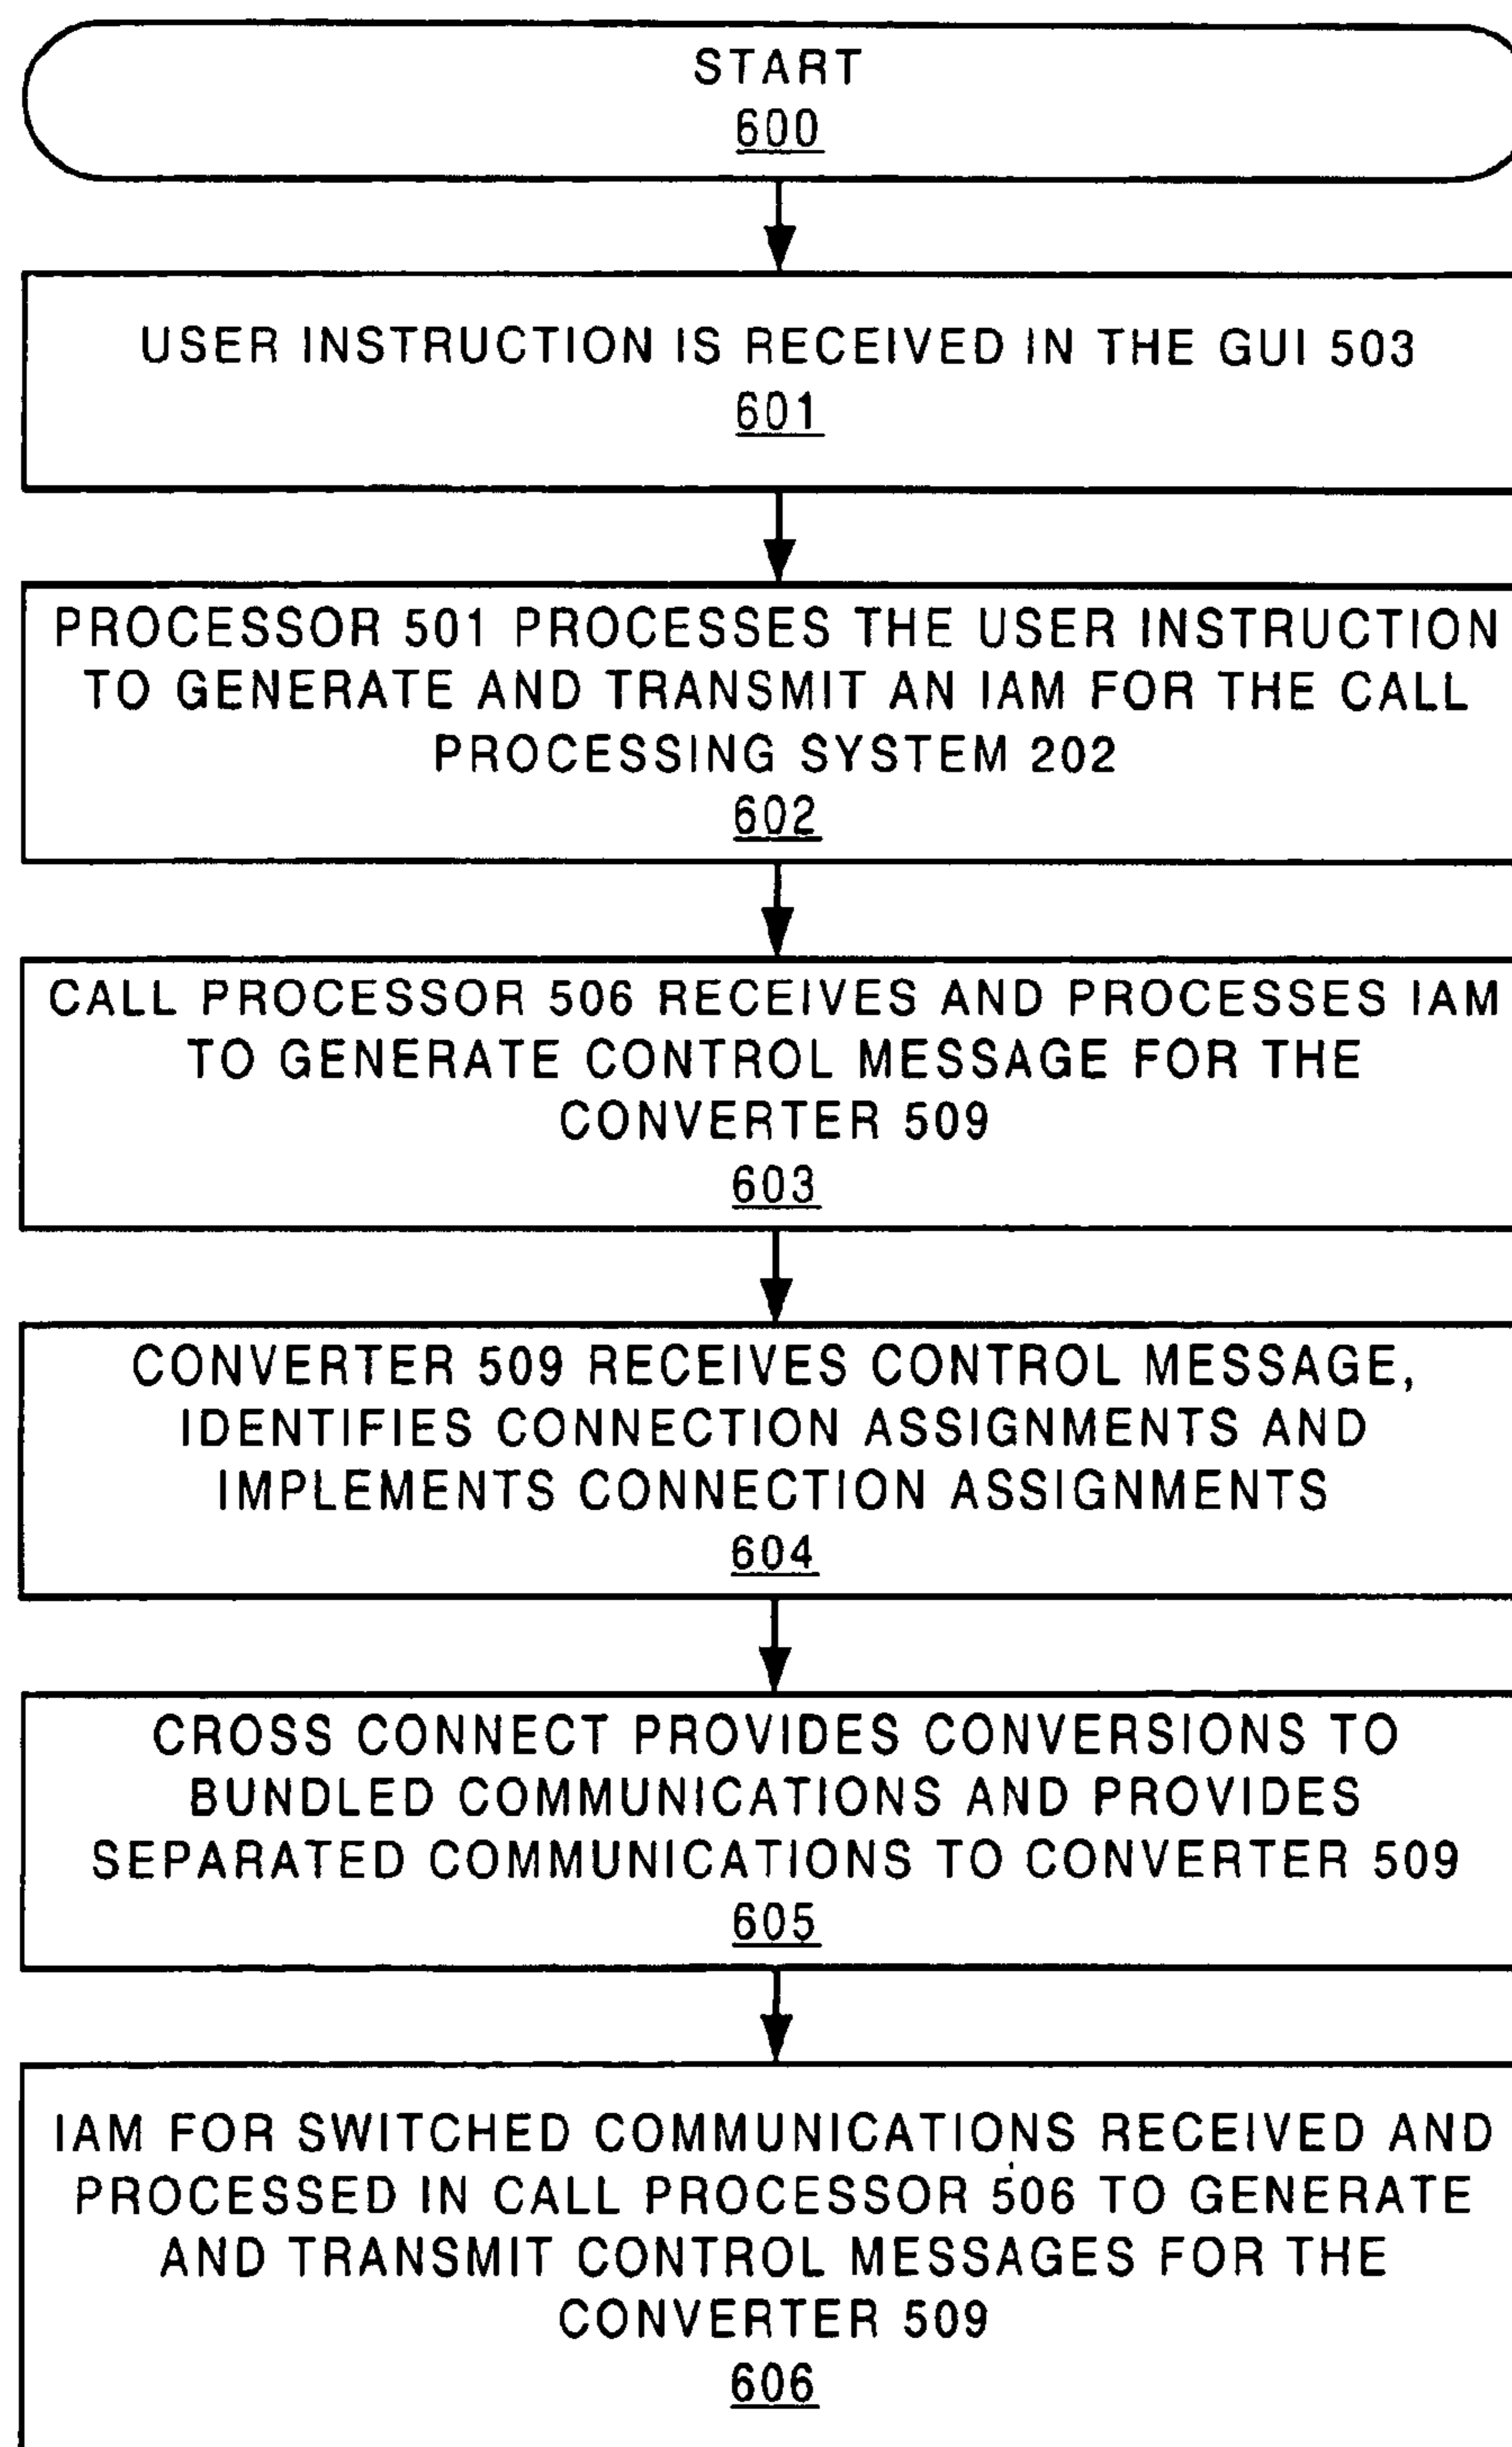 START
600
USER INSTRUCTION IS RECEIVED IN THE GUI 503
601
PROCESSOR 501 PROCESSES THE USER INSTRUCTION
TO GENERATE AND TRANSMIT AN IAM FOR THE CALL
PROCESSING SYSTEM 202
602
CALL PROCESSOR 506 RECEIVES AND PROCESSES IAM
TO GENERATE CONTROL MESSAGE FOR THE
CONVERTER 509
603
CONVERTER 509 RECEIVES CONTROL MESSAGE,
IDENTIFIES CONNECTION ASSIGNMENTS AND
IMPLEMENTS CONNECTION ASSIGNMENTS
604
CROSS CONNECT PROVIDES CONVERSIONS TO
BUNDLED COMMUNICATIONS AND PROVIDES
SEPARATED COMMUNICATIONS TO CONVERTER 509
605
IAM FOR SWITCHED COMMUNICATIONS RECEIVED AND
PROCESSED IN CALL PROCESSOR 506 TO GENERATE
AND TRANSMIT CONTROL MESSAGES FOR THE
CONVERTER 509
606